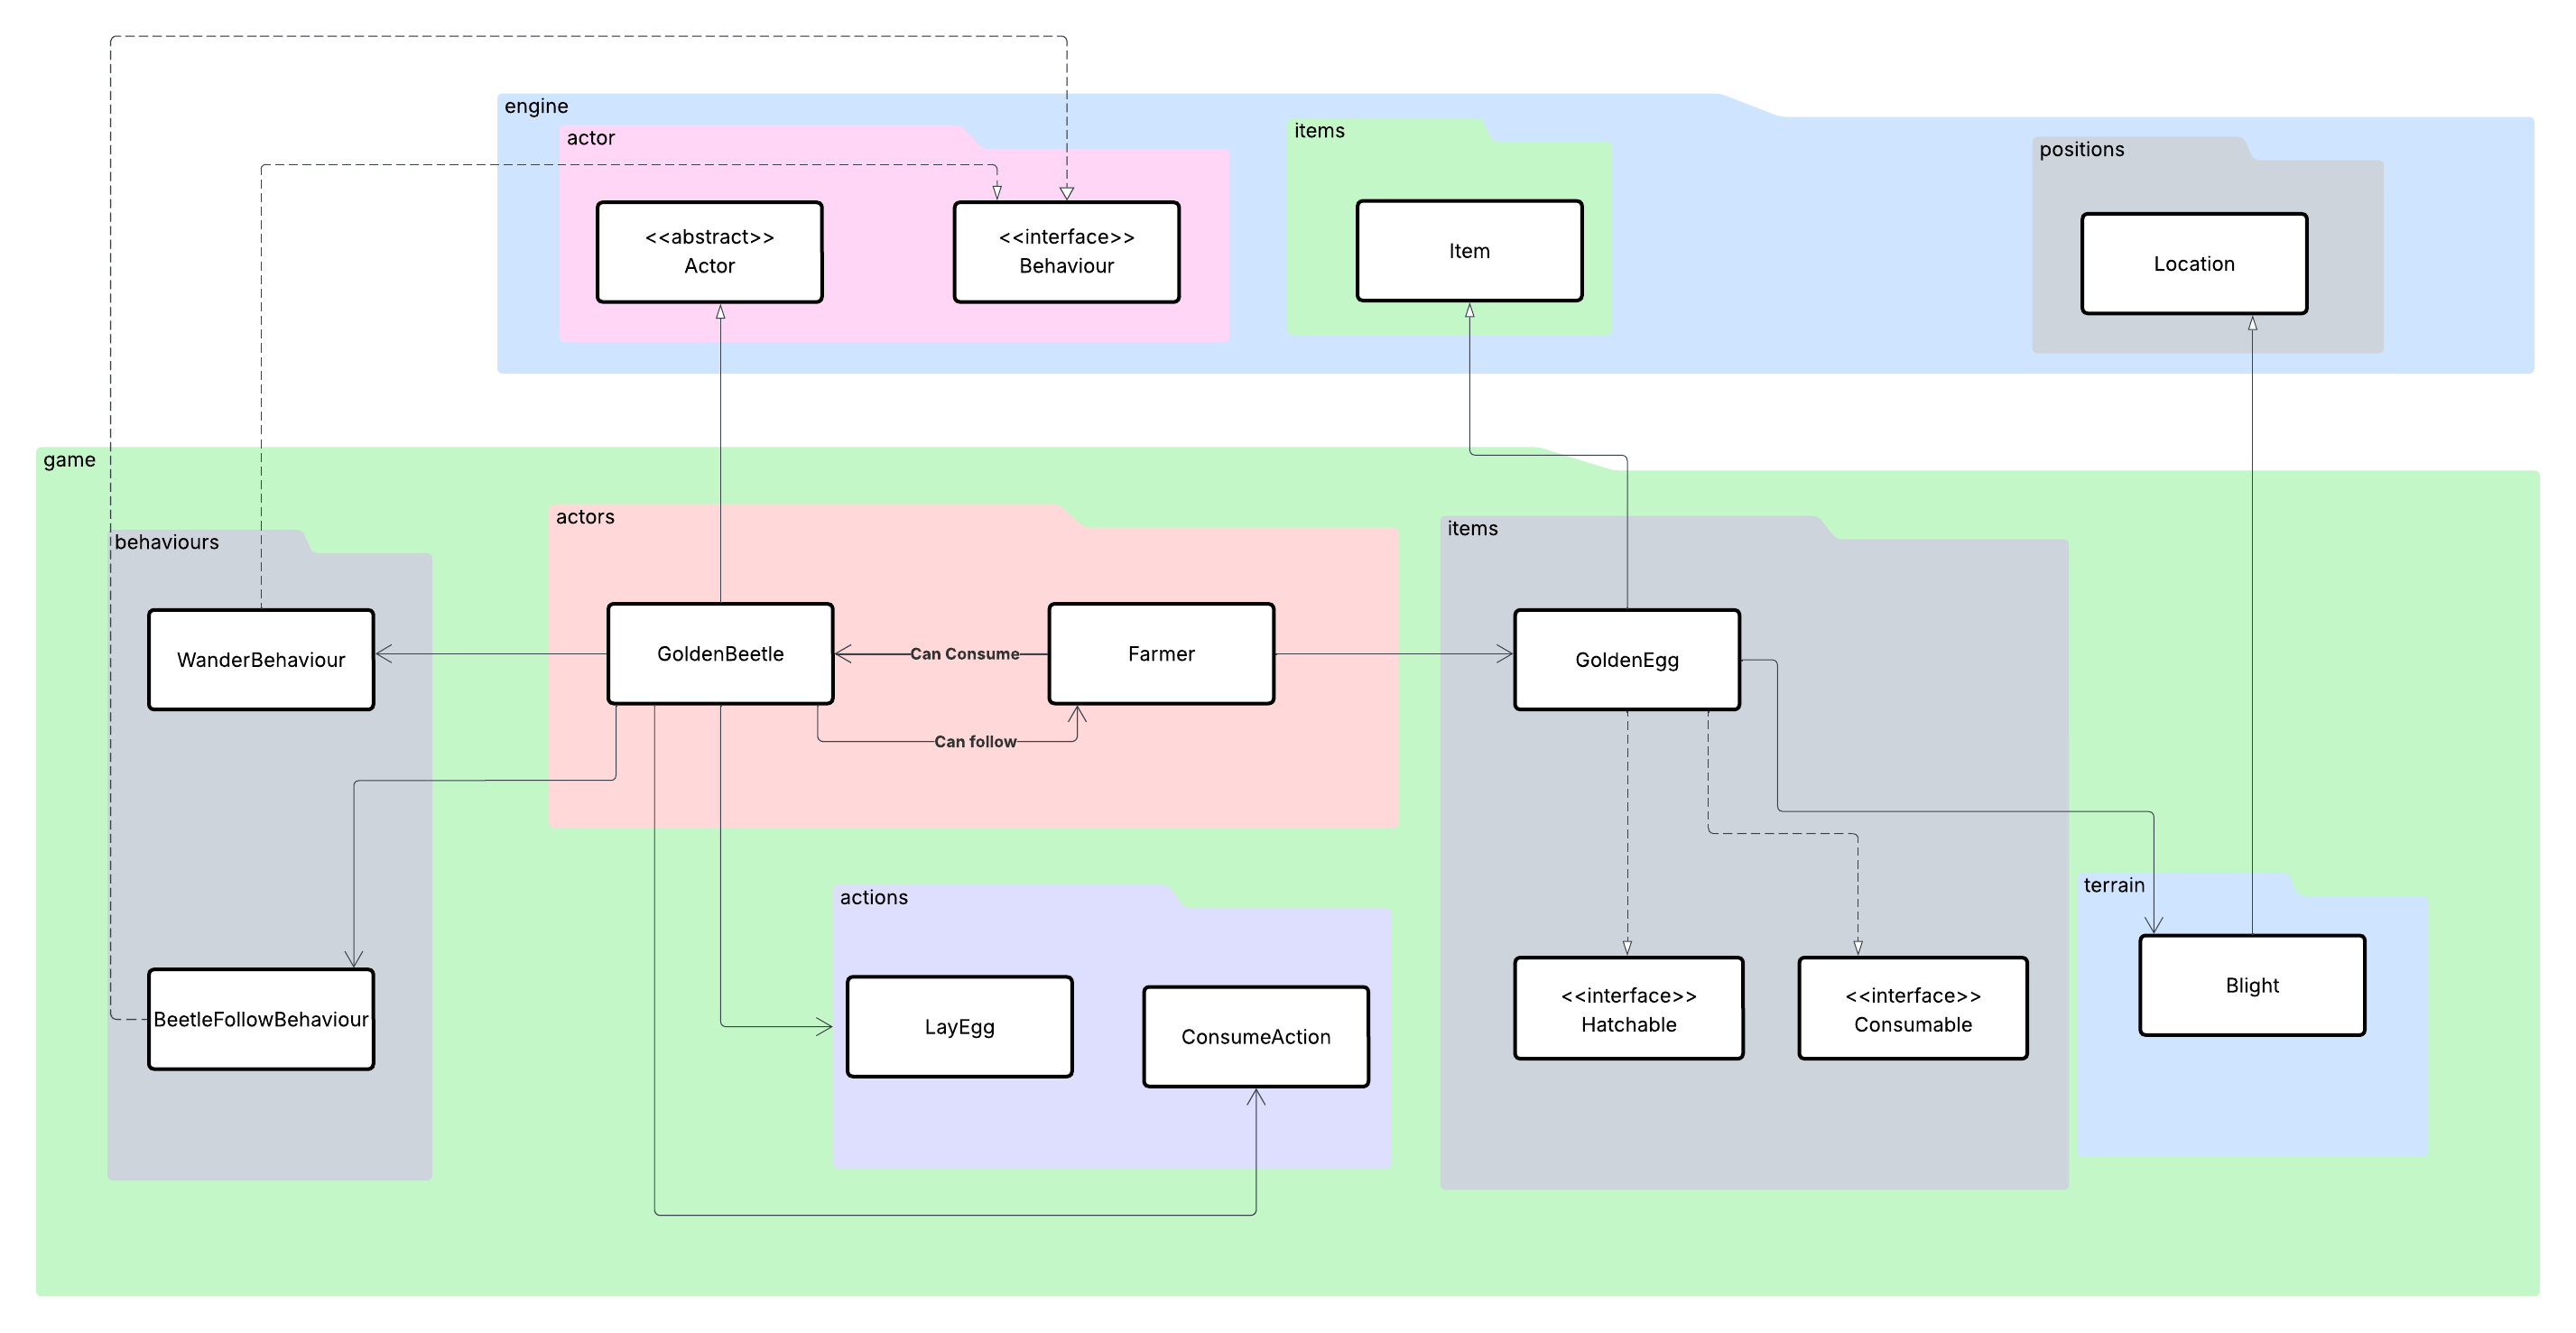 engine
actor
items
positions
<<abstract>>
Actor
<<interface>>
Behaviour
Item
Location
game
behaviours
actors
items
WanderBehaviour
GoldenBeetle
Can Consume
Farmer
GoldenEgg
Can follow
actions
terrain
BeetleFollowBehaviour
LayEgg
ConsumeAction
<<interface>>
Hatchable
<<interface>>
Consumable
Blight